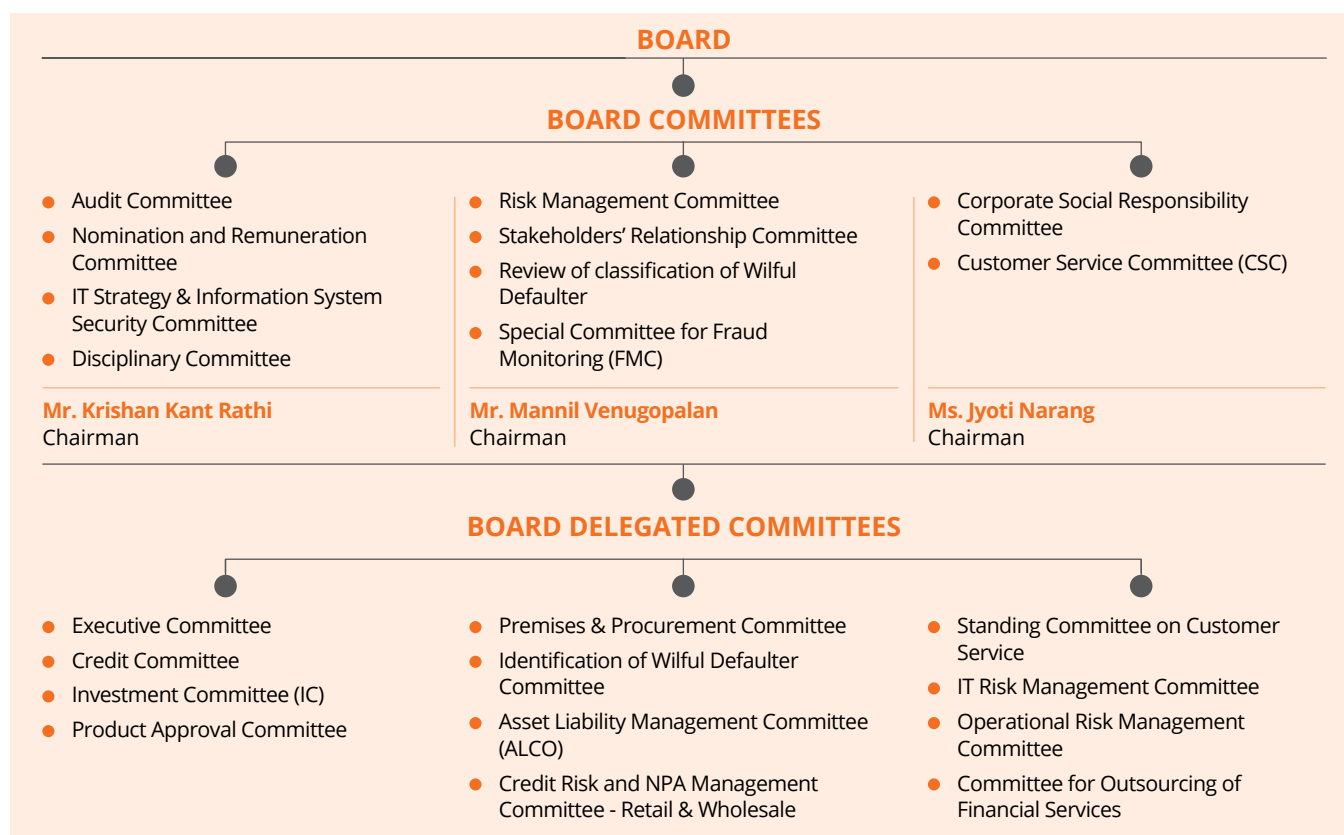 BOARD
BOARD COMMITTEES
Audit Committee
Nomination and Remuneration
Committee
IT Strategy & Information System
Security Committee
Disciplinary Committee
Mr. Krishan Kant Rathi
Chairman
Risk Management Committee
Stakeholders’ Relationship Committee
Review of classification of Wilful
Defaulter
Special Committee for Fraud
Monitoring (FMC)
Mr. Mannil Venugopalan
Chairman
Corporate Social Responsibility
Committee
Customer Service Committee (CSC)
Ms. Jyoti Narang
Chairman
BOARD DELEGATED COMMITTEES
Executive Committee
Credit Committee
Investment Committee (IC)
Product Approval Committee
Premises & Procurement Committee
Identification of Wilful Defaulter
Committee
Asset Liability Management Committee
(ALCO)
Credit Risk and NPA Management
Committee - Retail & Wholesale
Standing Committee on Customer
Service
IT Risk Management Committee
Operational Risk Management
Committee
Committee for Outsourcing of
Financial Services